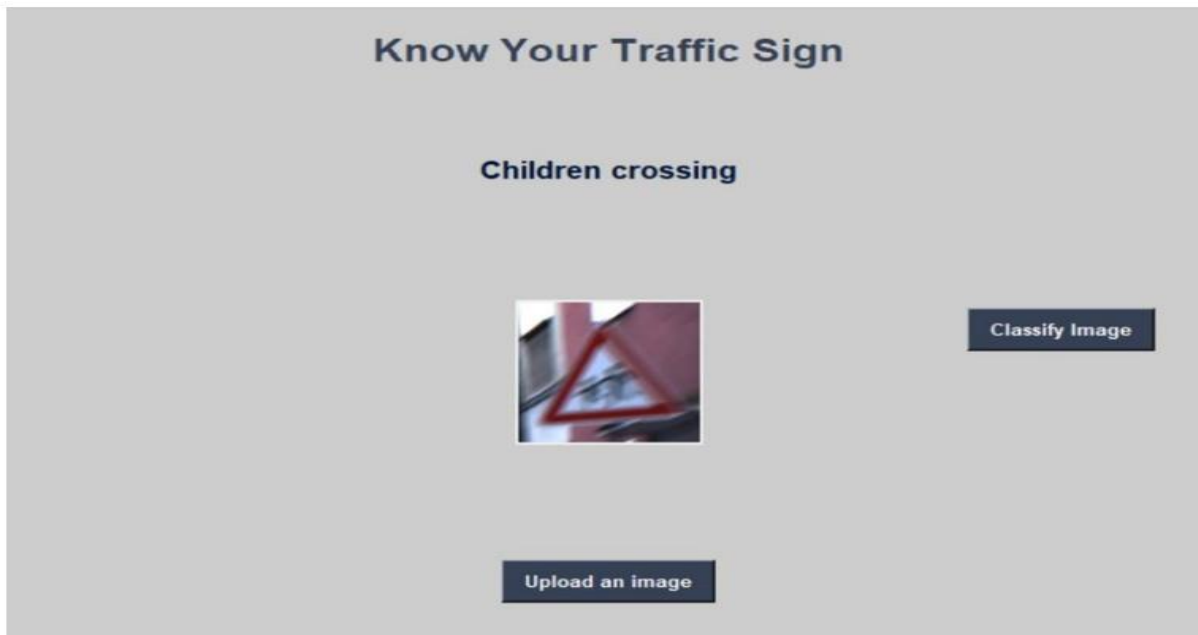 Know Your Traffic Sign
Children crossing
Classify Image
Upload an image